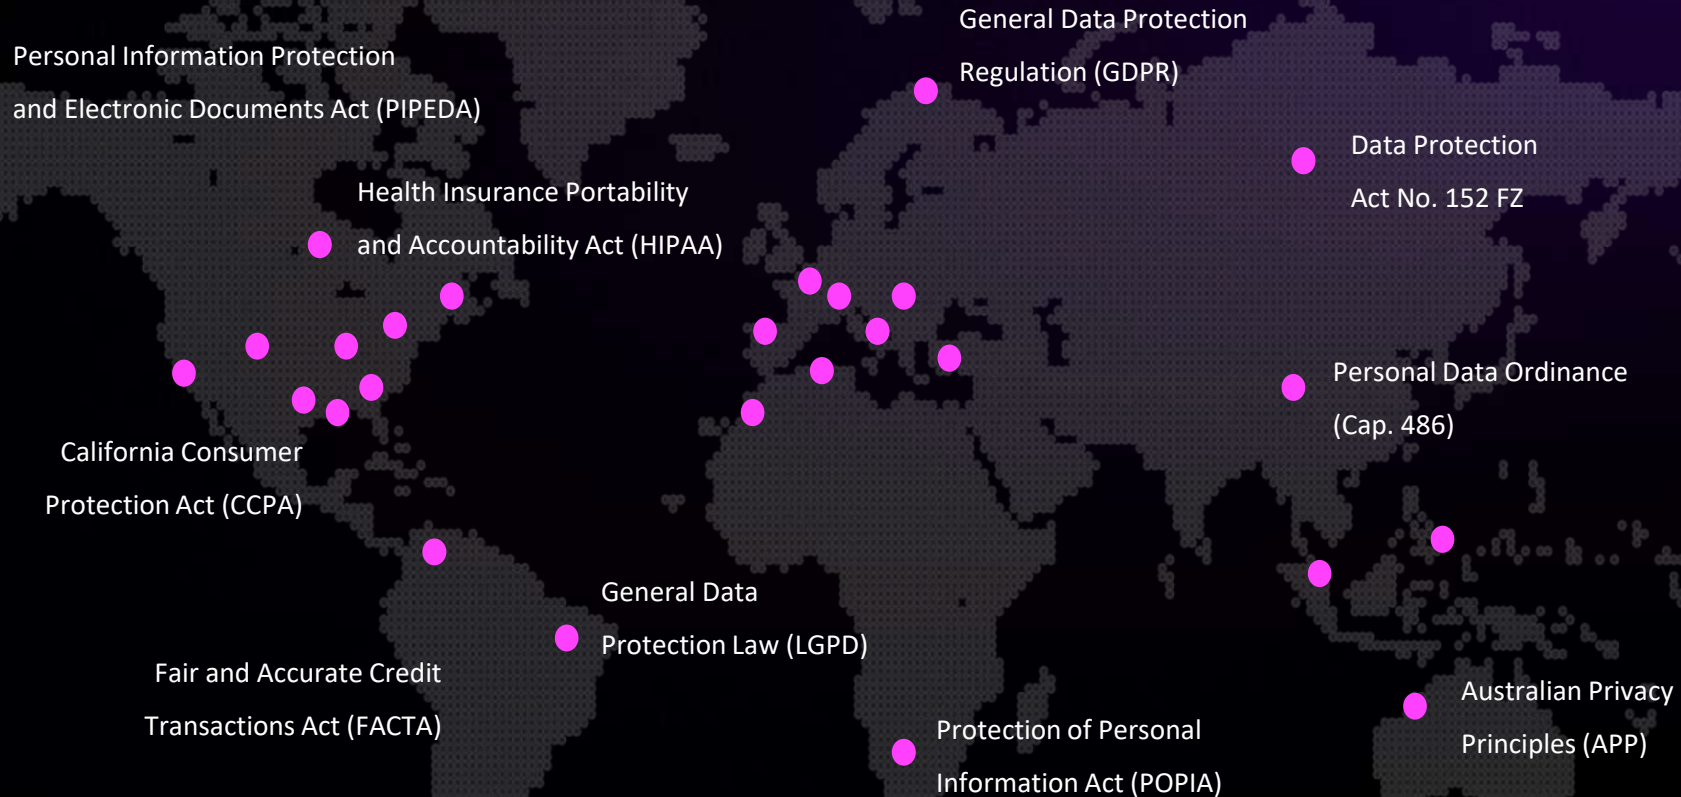 General Data Protection
Regulation (GDPR)
Personal Information Protection
and Electronic Documents Act (PIPEDA)
Data Protection
Act No. 152 FZ
Health Insurance Portability
and Accountability Act (HIPAA)
Personal Data Ordinance
(Cap. 486)
California Consumer
Protection Act (CCPA)
General Data
Protection Law (LGPD)
Fair and Accurate Credit
Transactions Act (FACTA)
Australian Privacy
Principles (APP)
Protection of Personal
Information Act (POPIA)